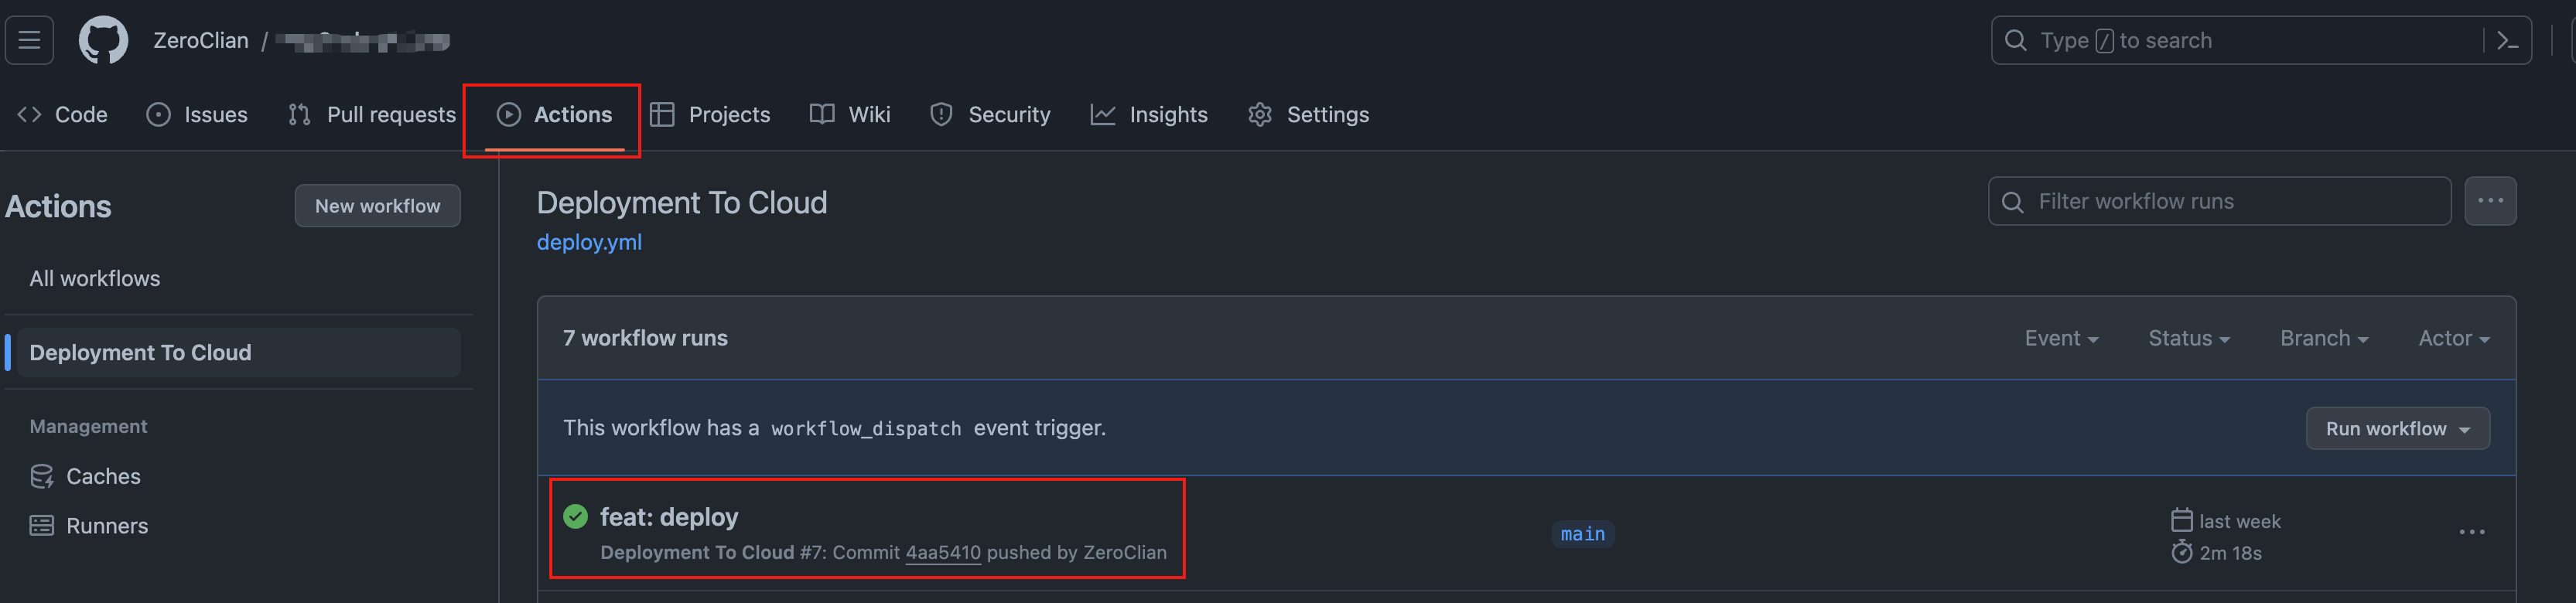 ZeroClian /
Type / to search
Code Issues Pull requests Actions Projects Wiki Security Insights Settings
Actions
New workflow
All workflows
Deployment To Cloud
Management
Caches
Runners
Deployment To Cloud
deploy.yml
Filter workflow runs
7 workflow runs
Event Status Branch Actor
This workflow has a workflow_dispatch event trigger.
Run workflow
feat: deploy
Deployment To Cloud #7: Commit 4aa5410 pushed by ZeroClian
main
last week
2m 18s